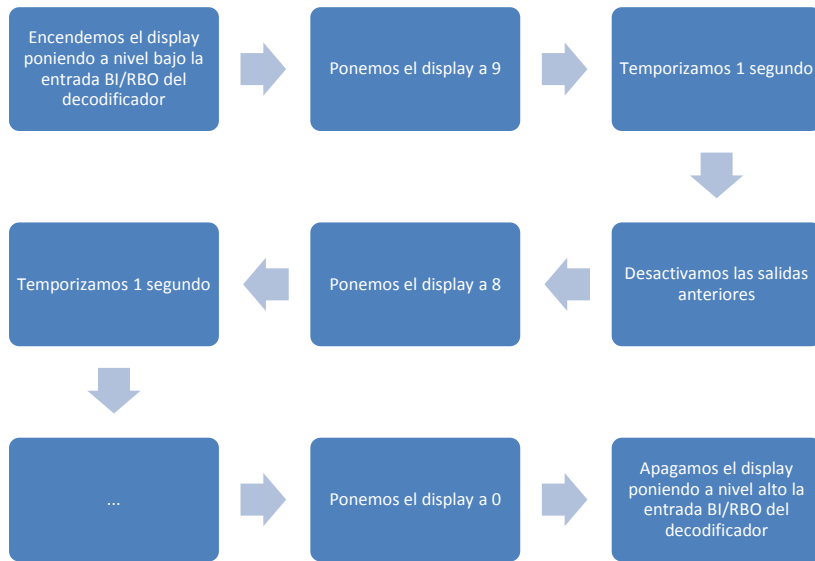 Encendemos el display
poniendo a nivel bajo la
entrada BI/RBO del
decodificador
Ponemos el display a 9
Temporizamos 1 segundo
Desactivamos las salidas
anteriores
Ponemos el display a 8
Temporizamos 1 segundo
...
Ponemos el display a 0
Apagamos el display
poniendo a nivel alto la
entrada BI/RBO del
decodificador